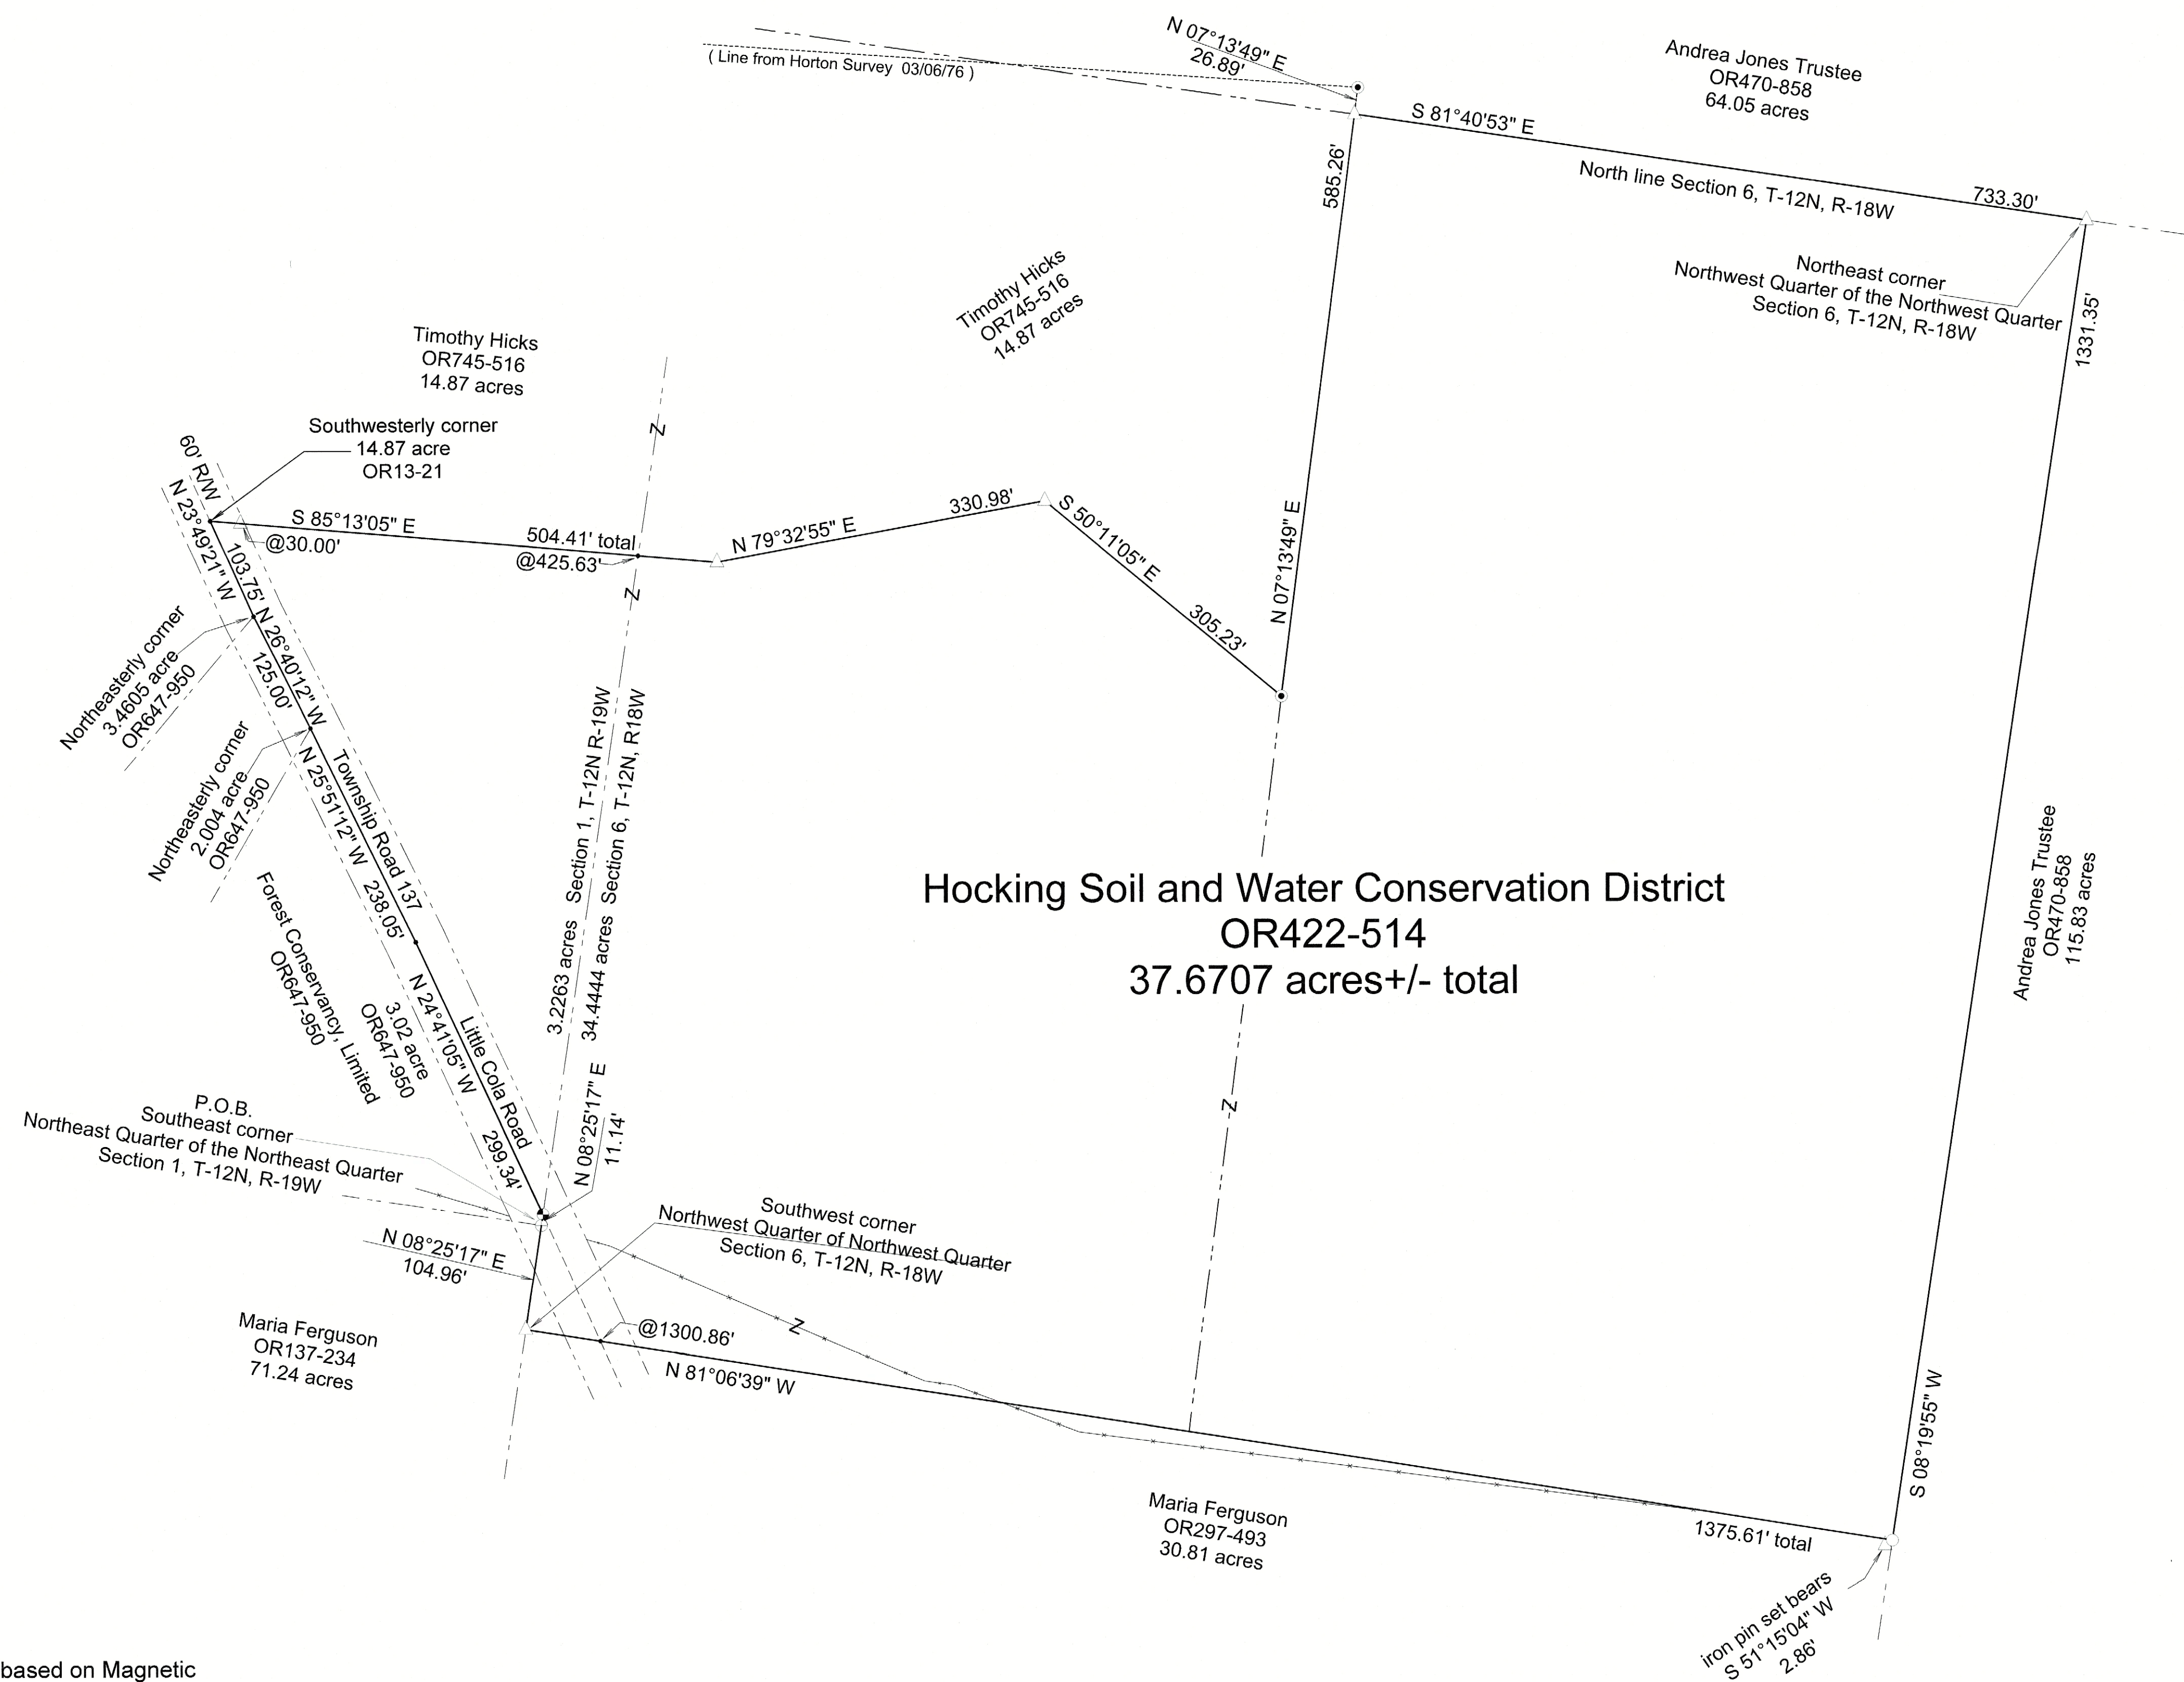 N 07°13'49" E
26.89'
( Line from Horton Survey 03/06/76 )
Andrea Jones Trustee
OR470-858
64.05 acres
S 81°40'53" E
North line Section 6, T-12N, R-18W
733.30'
585.26'
Northeast corner
Northwest Quarter of the Northwest Quarter
Section 6, T-12N, R-18W
1331.35'
Timothy Hicks
OR745-516
14.87 acres
Timothy Hicks
OR745-516
14.87 acres
Southwesterly corner
14.87 acre
OR13-21
60' R/W
N 23°49'21" W
103.75'
S 85°13'05" E
@30.00'
504.41' total
@425.63'
Z
Z
N 79°32'55" E
330.98'
S 50°11'05" E
305.23'
N 07°13'49" E
Northeasterly corner
3.4605 acre
OR647-950
N 26°40'12" W
125.00'
Northeasterly corner
2.004 acre
OR647-950
N 25°51'12" W
238.05'
Township Road 137
Section 1, T-12N R-19W
3.2263 acres
Section 6, T-12N, R18W
34.4444 acres
Hocking Soil and Water Conservation District
OR422-514
37.6707 acres+/- total
Andrea Jones Trustee
OR470-858
115.83 acres
Forest Conservancy, Limited
OR647-950
3.02 acre
OR647-950
N 24°41'05" W
299.34'
Little Cola Road
N 08°25'17" E
11.14'
P.O.B.
Southeast corner
Northeast Quarter of the Northeast Quarter
Section 1, T-12N, R-19W
Z
N 08°25'17" E
104.96'
Southwest corner
Northwest Quarter of Northwest Quarter
Section 6, T-12N, R-18W
Maria Ferguson
OR137-234
71.24 acres
@1300.86'
Z
N 81°06'39" W
S 08°19'55" W
Maria Ferguson
OR297-493
30.81 acres
1375.61' total
iron pin set bears
S 51°15'04" W
2.86'
based on Magnetic